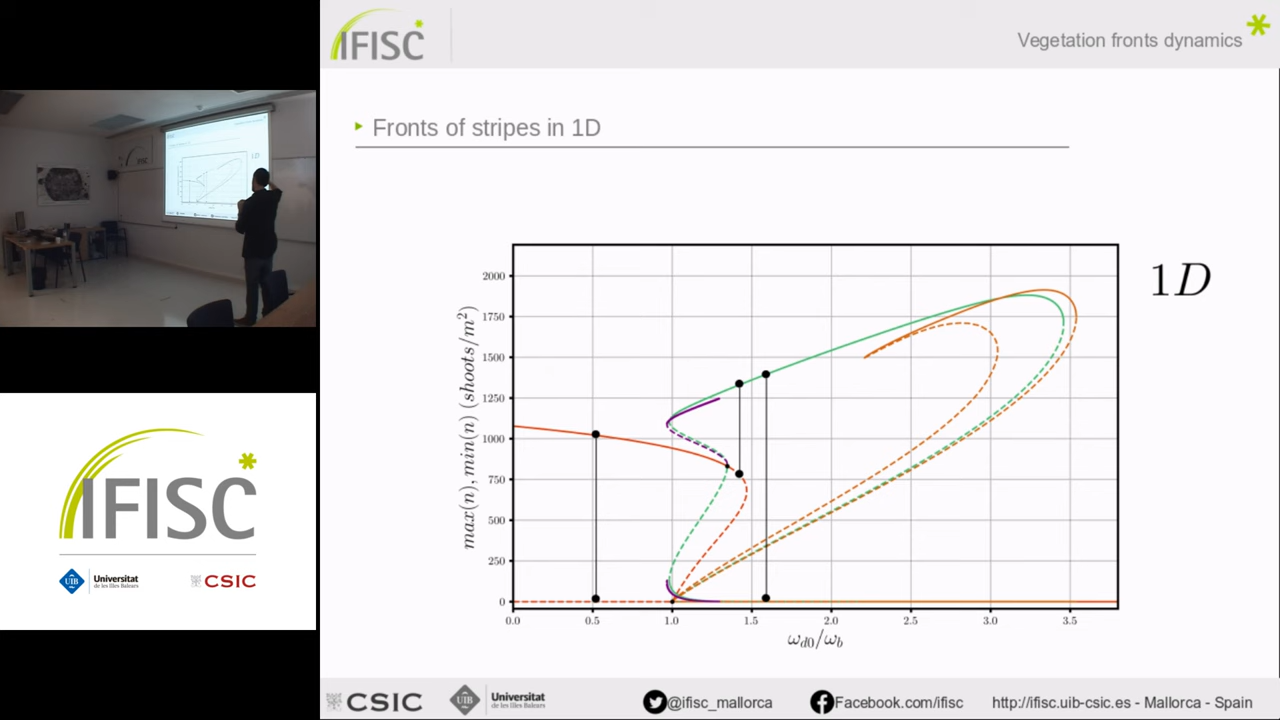 IFISC
Vegetation fronts dynamics
Fronts of stripes in 1D
1D
max(n), min(n) (shoots/m²)
2000
1750
1500
1250
1000
750
500
250
0
0.0 0.5 1.0 1.5 2.0 2.5 3.0 3.5
ω_{d0}/ω_b
IFISC
UIB Universitat
de les Illes Balears
CSIC
CSIC
Universitat
de les Illes Balears
@ifisc_mallorca
Facebook.com/ifisc
http://ifisc.uib-csic.es - Mallorca - Spain